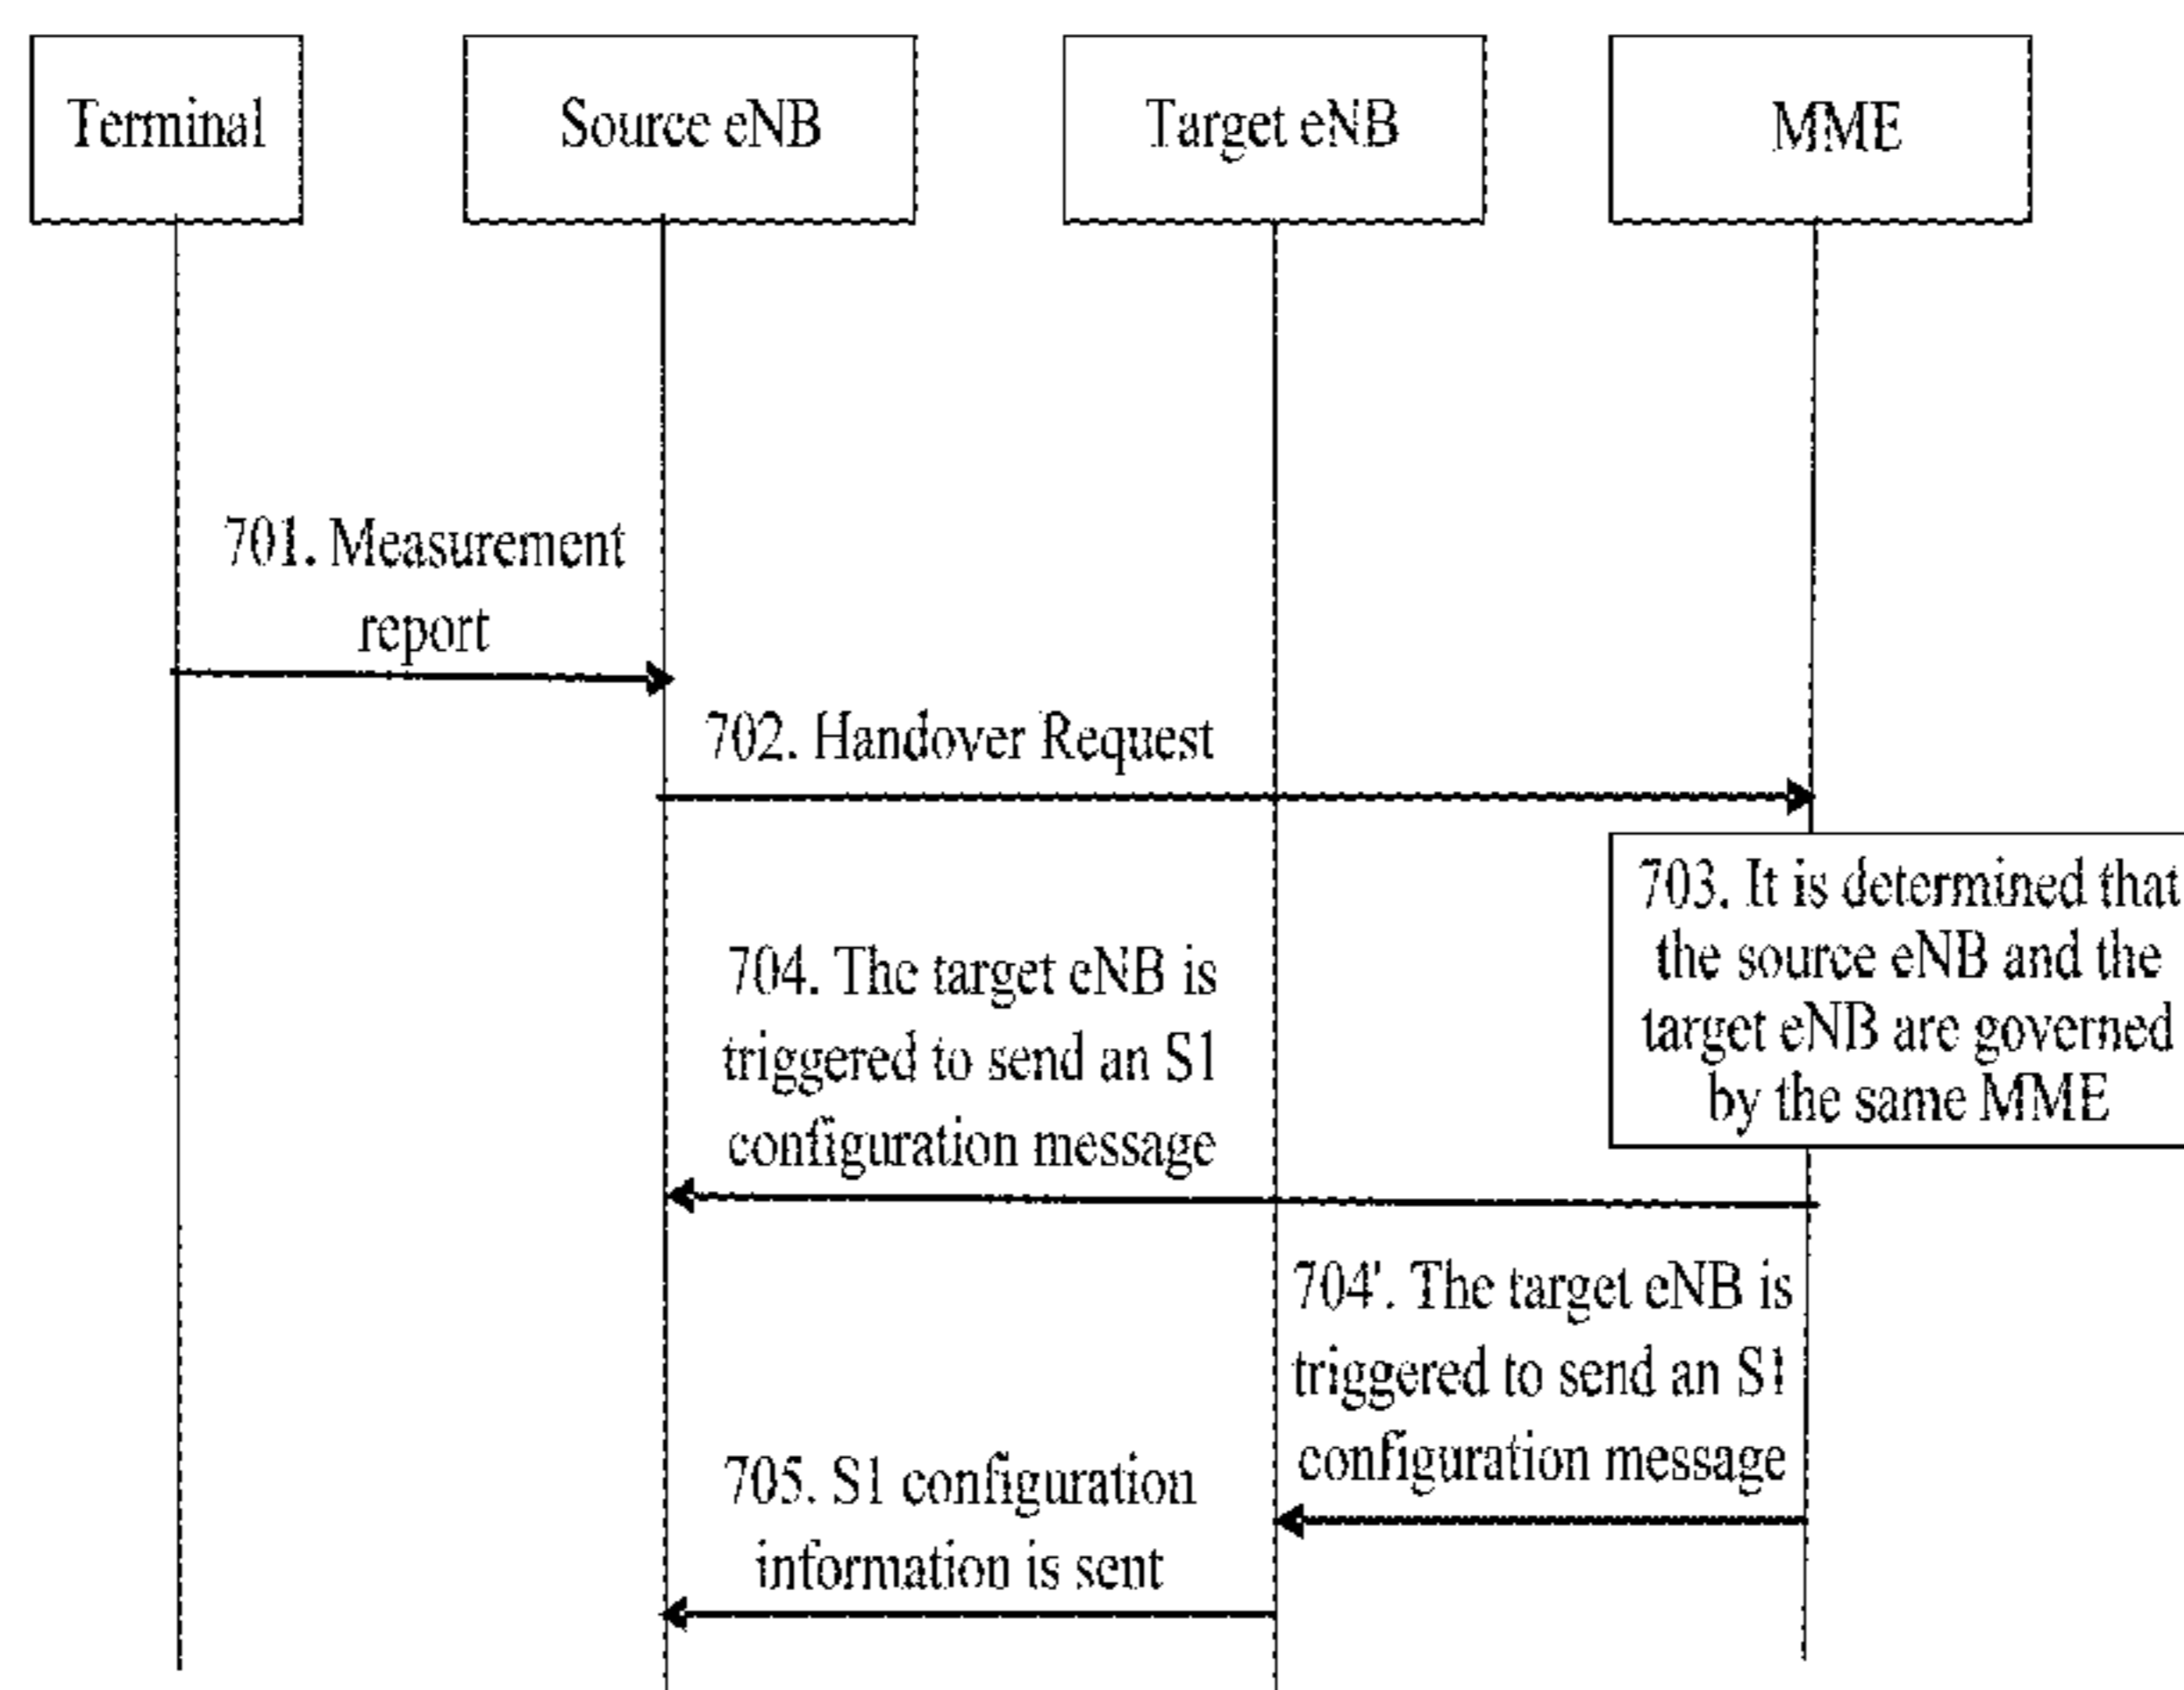 Terminal
Source eNB
Target eNB
MME
701. Measurement
report
702. Handover Request
703. It is determined that
the source eNB and the
target eNB are governed
by the same MME
704. The target eNB is
triggered to send an S1
configuration message
704'. The target eNB is
triggered to send an S1
configuration message
705. S1 configuration
information is sent